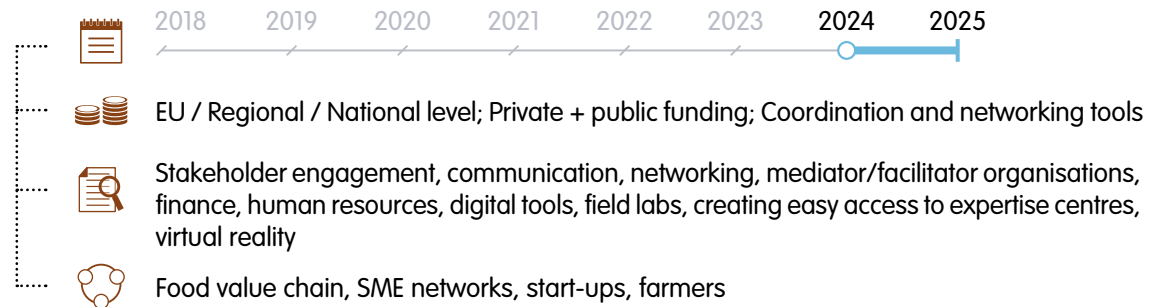 2018 2019 2020 2021 2022 2023 2024 2025
EU / Regional / National level; Private + public funding; Coordination and networking tools
Stakeholder engagement, communication, networking, mediator/facilitator organisations,
finance, human resources, digital tools, field labs, creating easy access to expertise centres,
virtual reality
Food value chain, SME networks, start-ups, farmers